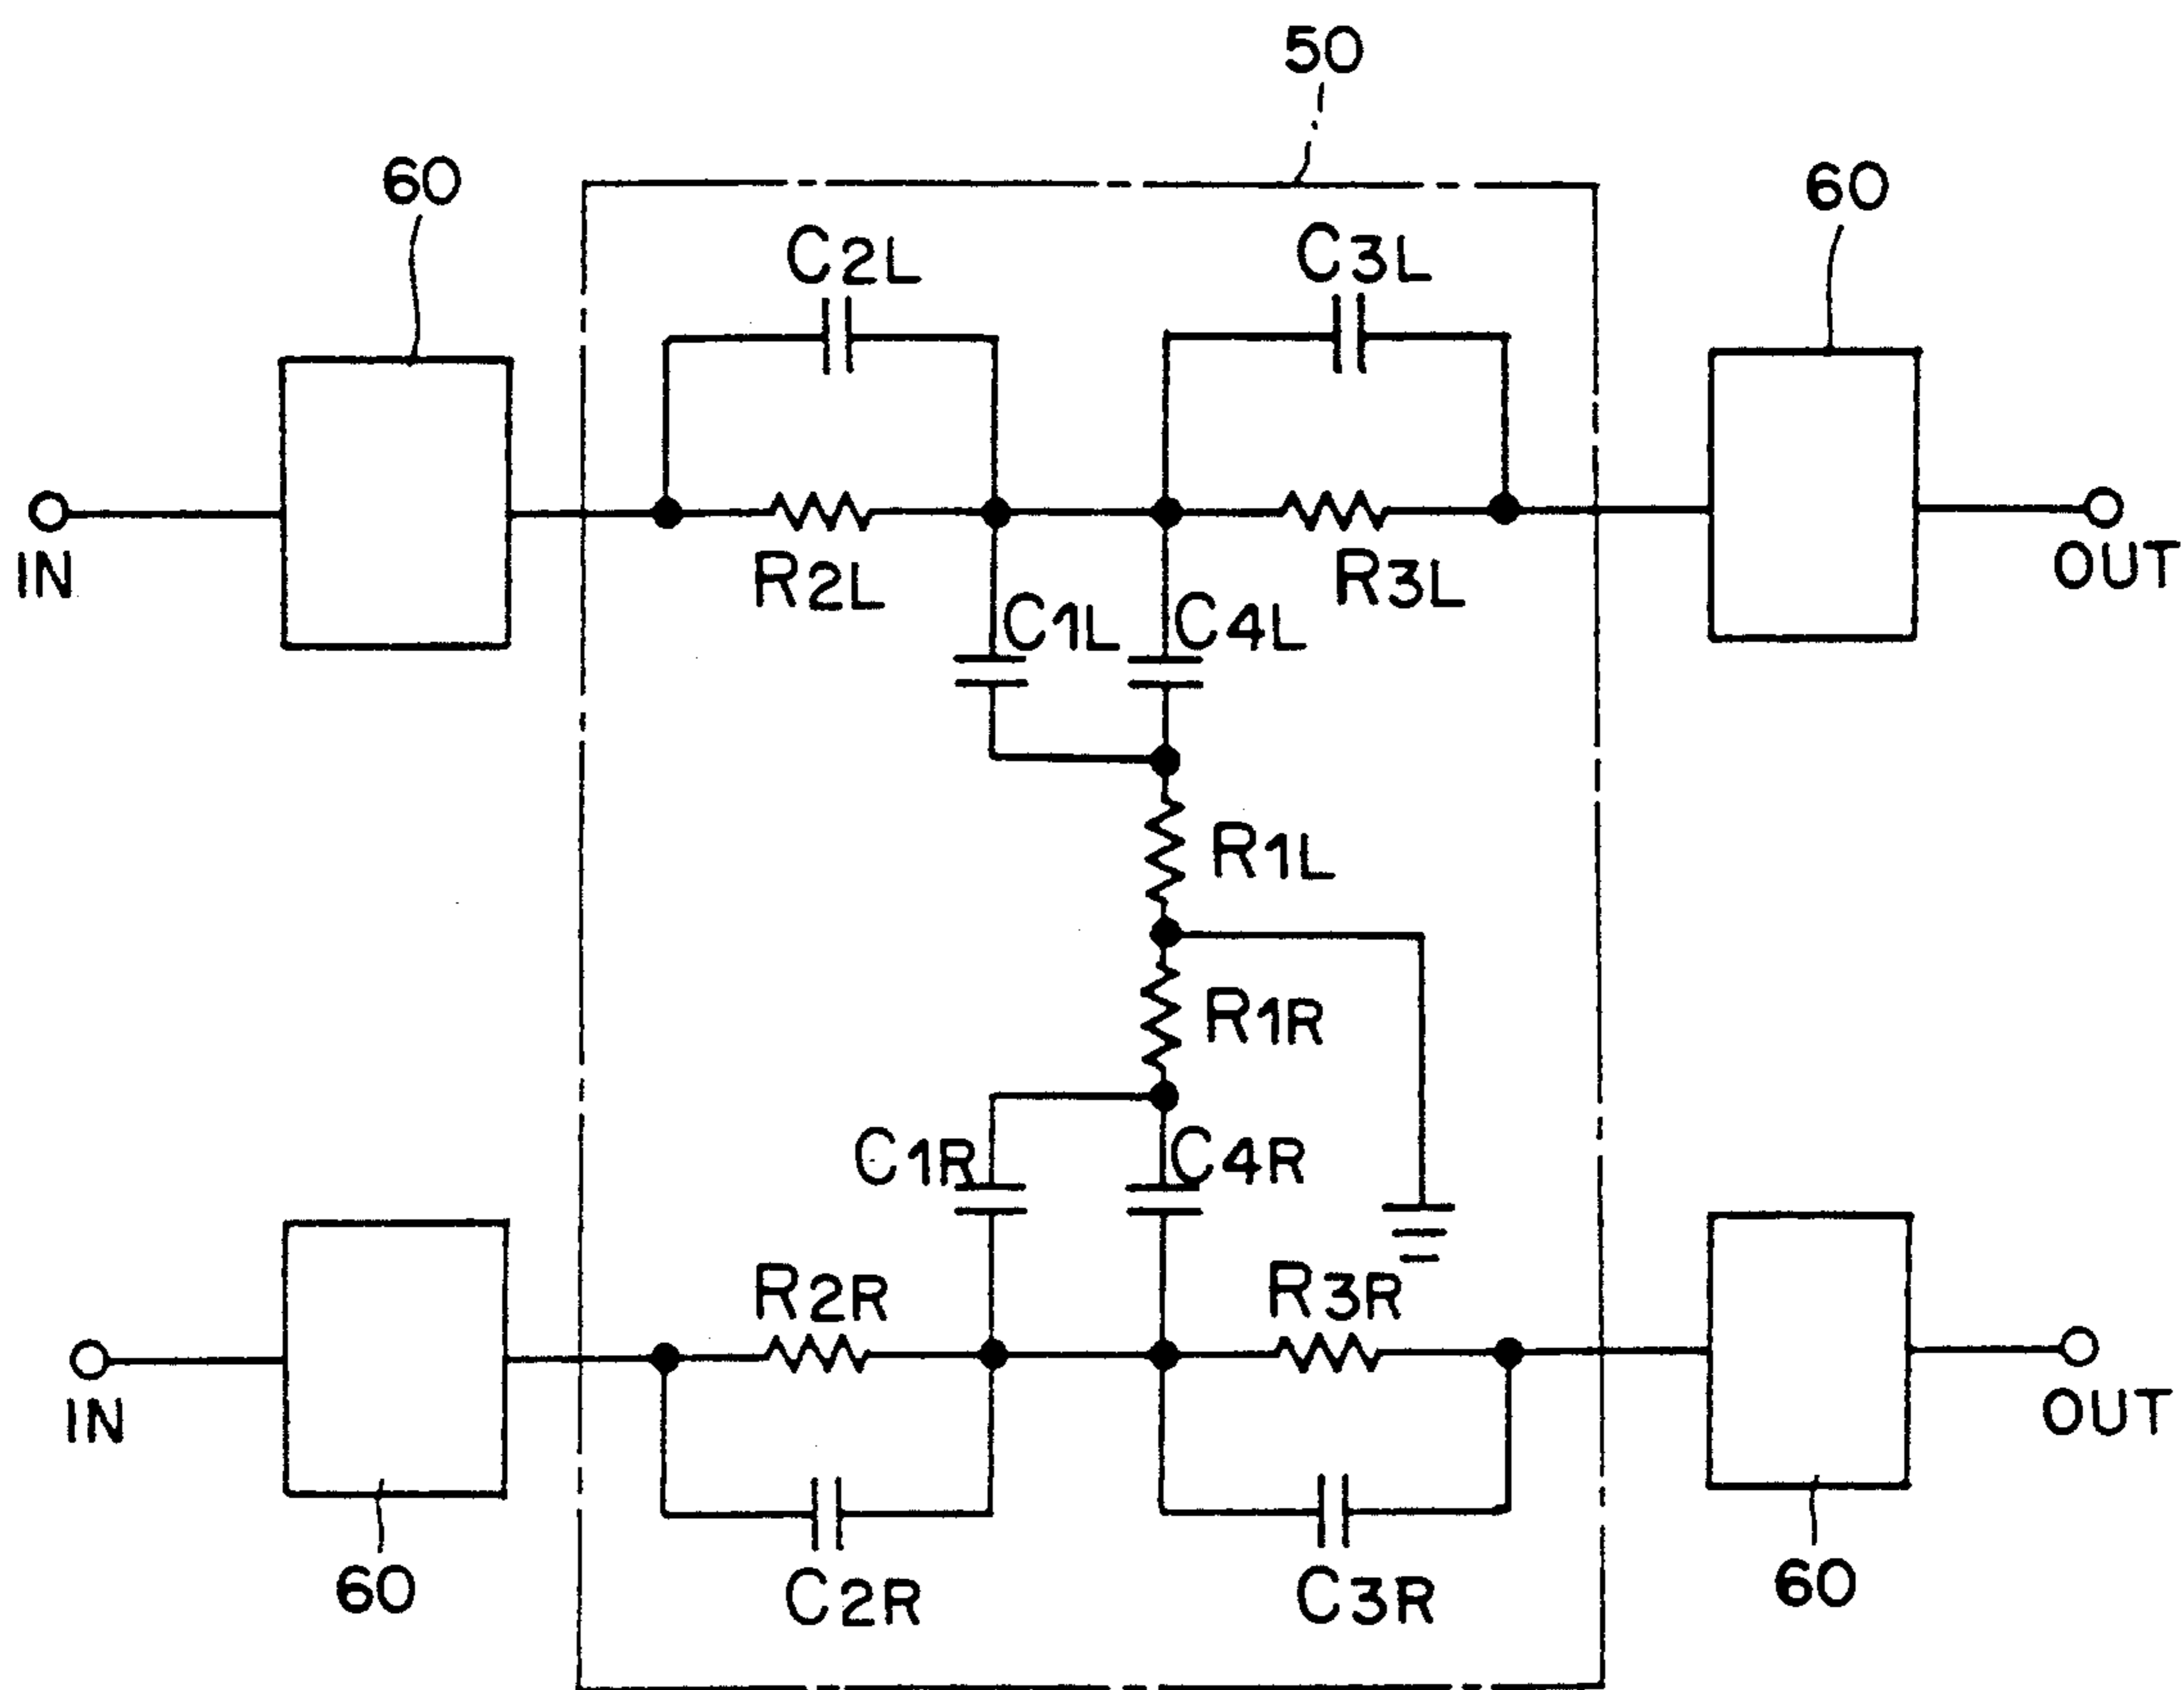 50
60
60
C2L
C3L
IN
R2L
R3L
OUT
C1L
C4L
R1L
R1R
C1R
C4R
R2R
R3R
IN
OUT
60
C2R
C3R
60